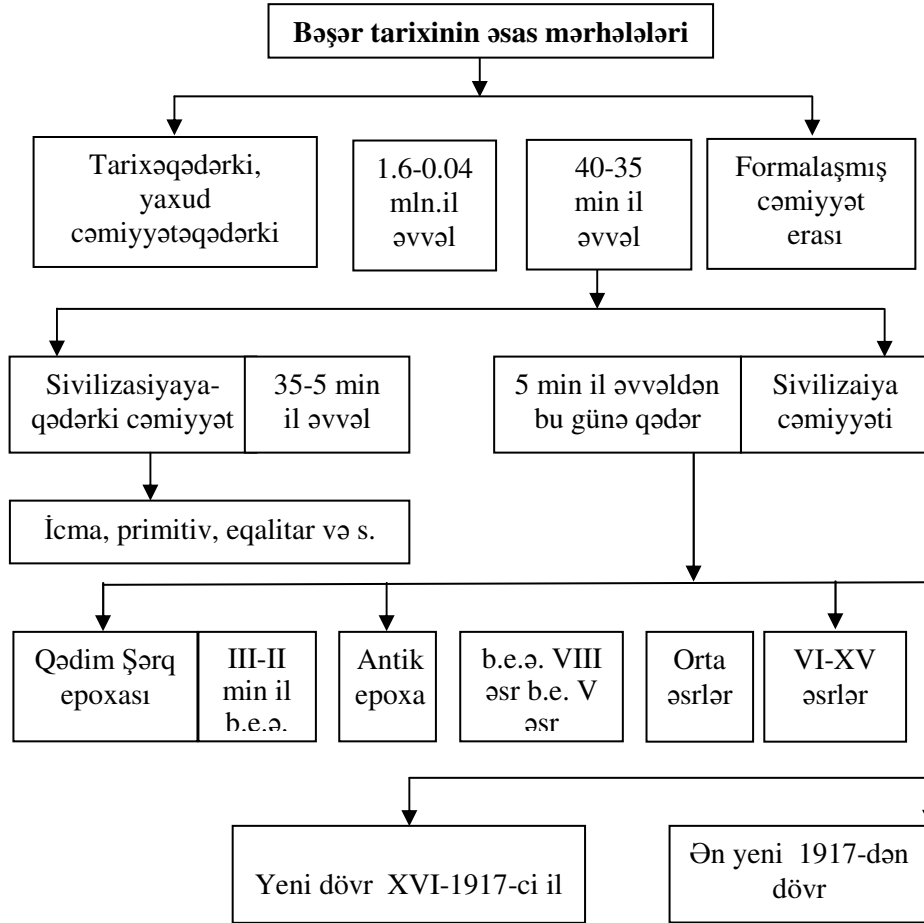 Bəşər tarixinin əsas mərhələləri
Tarixəqədərki,
yaxud
cəmiyyətəqədərki
1.6-0.04
mln.il
əvvəl
40-35
min il
əvvəl
Formalaşmış
cəmiyyət
erası
Sivilizasiyaya-
qədərki cəmiyyət
35-5 min
il əvvəl
5 min il əvvəldən
bu günə qədər
Sivilizaiya
cəmiyyəti
İcma, primitiv, eqalitar və s.
Qədim Şərq
epoxası
III-II
min il
b.e.ə.
Antik
epoxa
b.e.ə. VIII
əsr b.e. V
əsr
Orta
əsrlər
VI-XV
əsrlər
Yeni dövr XVI-1917-ci il
Ən yeni 1917-dən
dövr